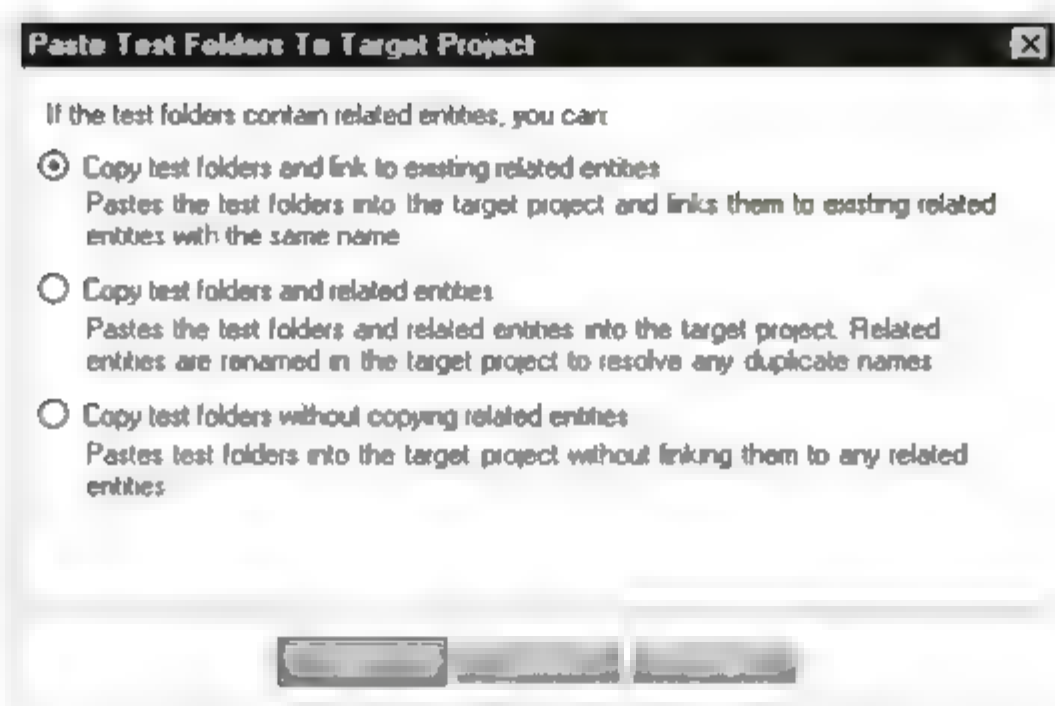 Paste Test Folders To Target Project
If the test folders contain related entities, you can:
Copy test folders and link to existing related entities
Pastes the test folders into the target project and links them to existing related
entities with the same name
Copy test folders and related entities
Pastes the test folders and related entities into the target project. Related
entities are renamed in the target project to resolve any duplicate names
Copy test folders without copying related entities
Pastes test folders into the target project without linking them to any related
entities